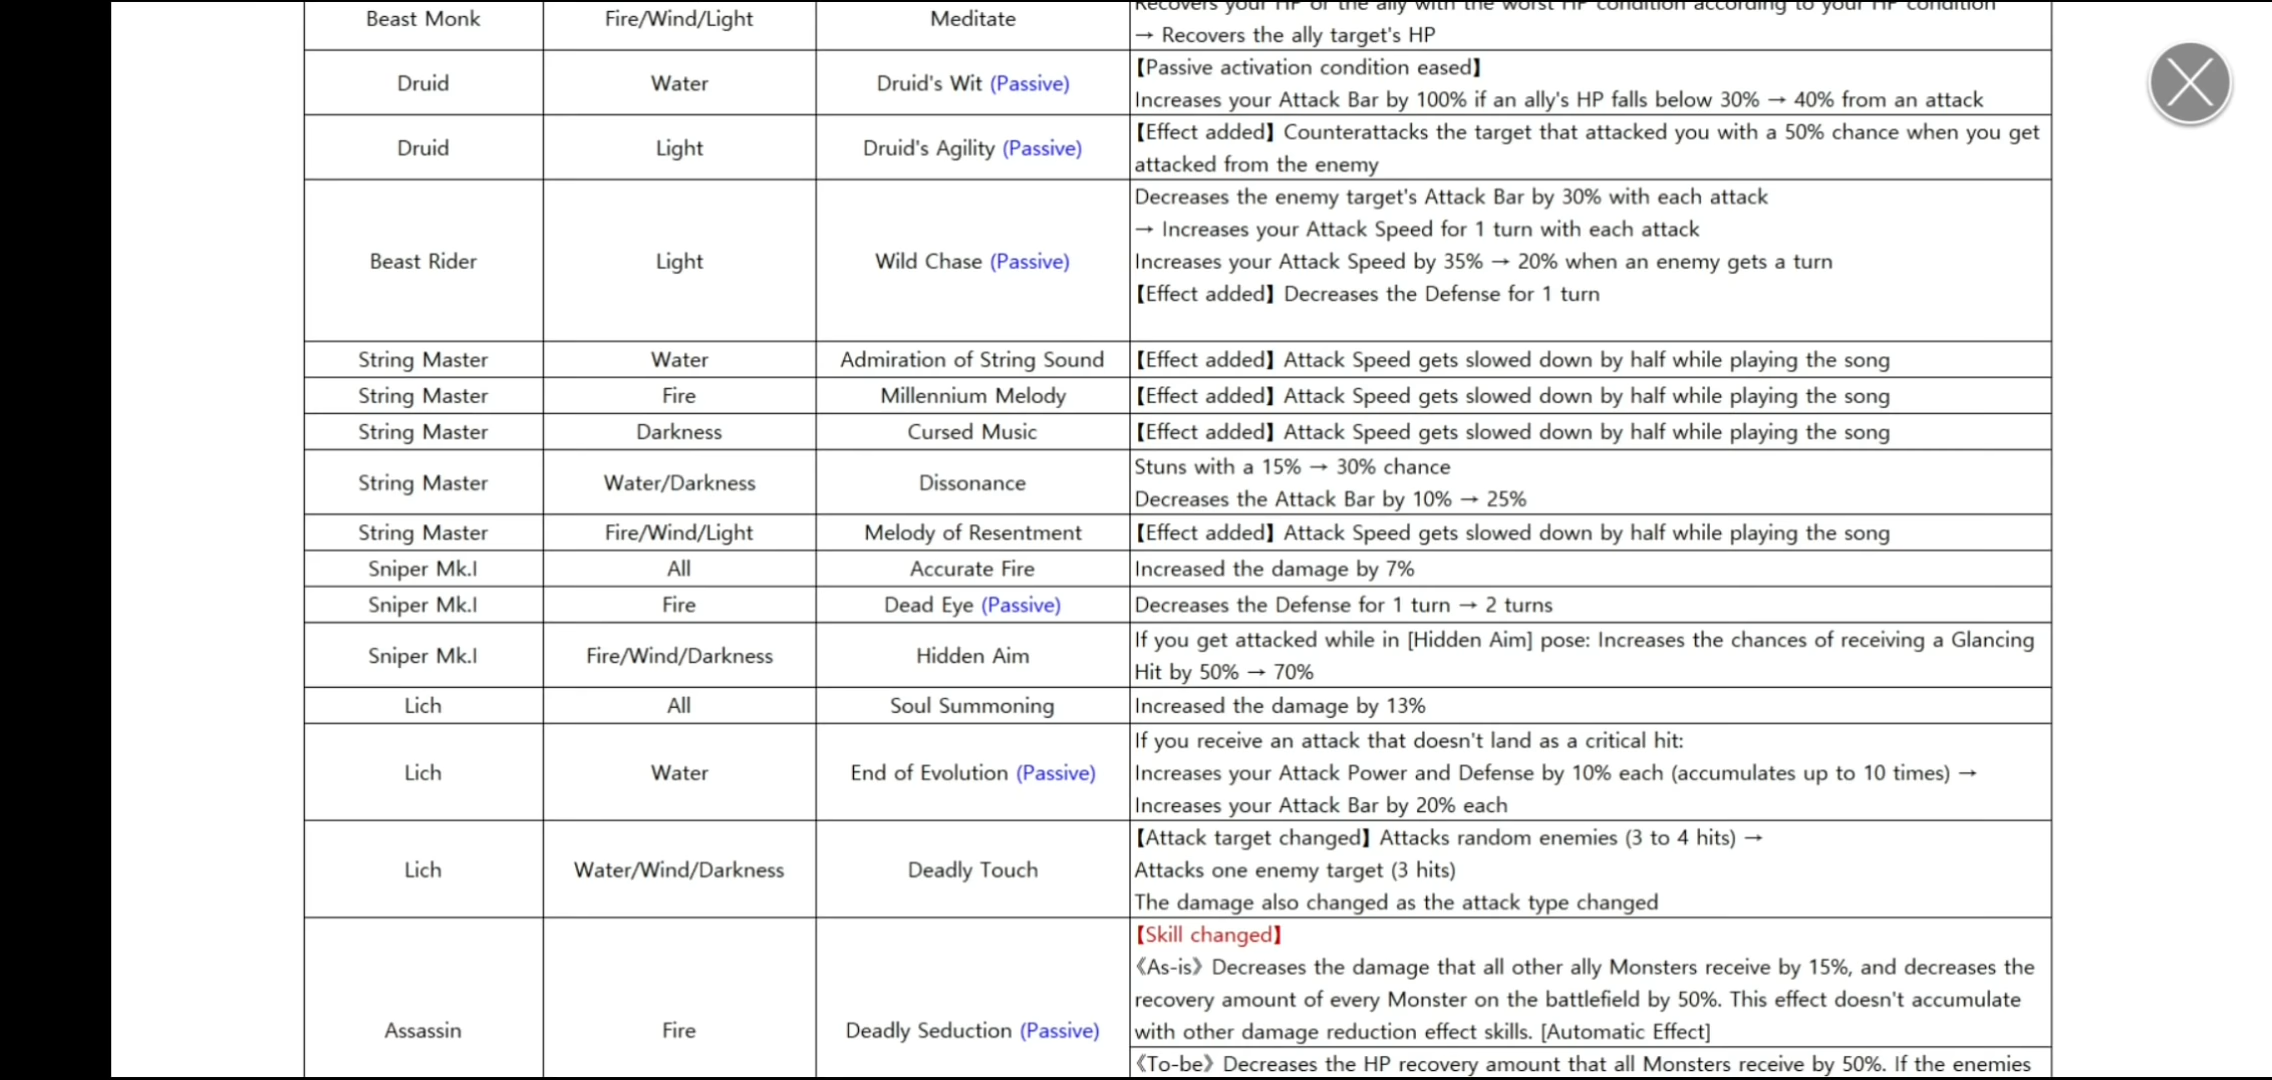 Beast Monk Fire/Wind/Light Meditate Recovers your HP or the ally with the worst HP condition according to your HP condition
→ Recovers the ally target's HP
Druid Water Druid's Wit (Passive) 【Passive activation condition eased】
Increases your Attack Bar by 100% if an ally's HP falls below 30% → 40% from an attack
Druid Light Druid's Agility (Passive) 【Effect added】 Counterattacks the target that attacked you with a 50% chance when you get
attacked from the enemy
Beast Rider Light Wild Chase (Passive) Decreases the enemy target's Attack Bar by 30% with each attack
→ Increases your Attack Speed for 1 turn with each attack
Increases your Attack Speed by 35% → 20% when an enemy gets a turn
【Effect added】 Decreases the Defense for 1 turn
String Master Water Admiration of String Sound 【Effect added】 Attack Speed gets slowed down by half while playing the song
String Master Fire Millennium Melody 【Effect added】 Attack Speed gets slowed down by half while playing the song
String Master Darkness Cursed Music 【Effect added】 Attack Speed gets slowed down by half while playing the song
String Master Water/Darkness Dissonance Stuns with a 15% → 30% chance
Decreases the Attack Bar by 10% → 25%
String Master Fire/Wind/Light Melody of Resentment 【Effect added】 Attack Speed gets slowed down by half while playing the song
Sniper Mk.I All Accurate Fire Increased the damage by 7%
Sniper Mk.I Fire Dead Eye (Passive) Decreases the Defense for 1 turn → 2 turns
Sniper Mk.I Fire/Wind/Darkness Hidden Aim If you get attacked while in [Hidden Aim] pose: Increases the chances of receiving a Glancing
Hit by 50% → 70%
Lich All Soul Summoning Increased the damage by 13%
Lich Water End of Evolution (Passive) If you receive an attack that doesn't land as a critical hit:
Increases your Attack Power and Defense by 10% each (accumulates up to 10 times) →
Increases your Attack Bar by 20% each
Lich Water/Wind/Darkness Deadly Touch 【Attack target changed】 Attacks random enemies (3 to 4 hits) →
Attacks one enemy target (3 hits)
The damage also changed as the attack type changed
Assassin Fire Deadly Seduction (Passive) 【Skill changed】
《As-is》 Decreases the damage that all other ally Monsters receive by 15%, and decreases the
recovery amount of every Monster on the battlefield by 50%. This effect doesn't accumulate
with other damage reduction effect skills. [Automatic Effect]
《To-be》 Decreases the HP recovery amount that all Monsters receive by 50%. If the enemies